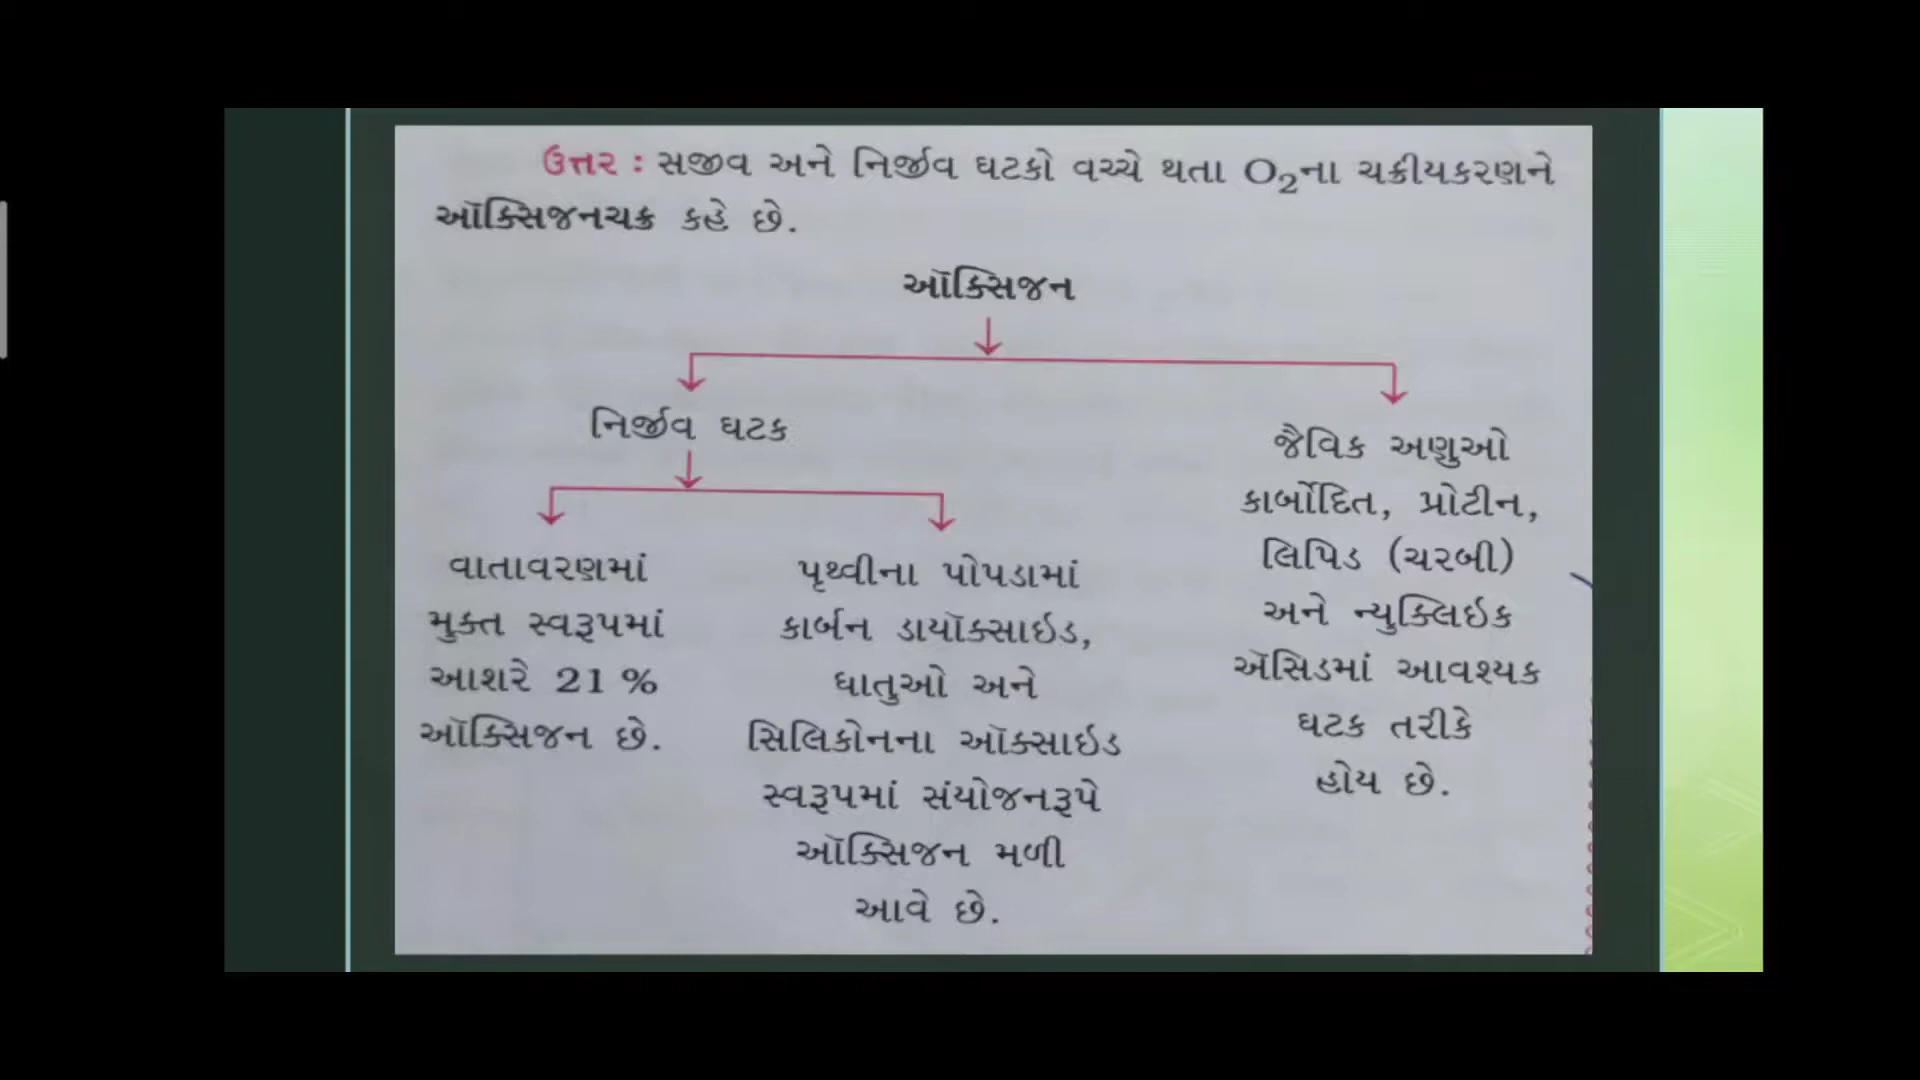 ઉત્તર : સજીવ અને નિર્જીવ ઘટકો વચ્ચે થતા O₂ના ચક્રીયકરણને
ઑક્સિજનચક્ર કહે છે.
ઑક્સિજન
નિર્જીવ ઘટક
વાતાવરણમાં
મુક્ત સ્વરૂપમાં
આશરે 21 %
ઑક્સિજન છે.
પૃથ્વીના પોપડામાં
કાર્બન ડાયૉક્સાઇડ,
ધાતુઓ અને
સિલિકોનના ઑક્સાઇડ
સ્વરૂપમાં સંયોજનરૂપે
ઑક્સિજન મળી
આવે છે.
જૈવિક અણુઓ
કાર્બોદિત, પ્રોટીન,
લિપિડ (ચરબી)
અને ન્યુક્લિઇક
ઍસિડમાં આવશ્યક
ઘટક તરીકે
હોય છે.